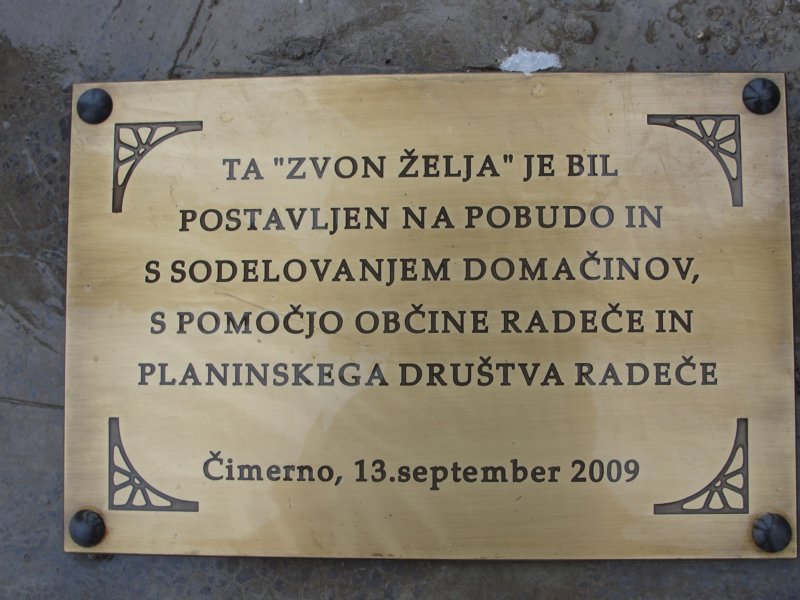 TA "ZVON ŽELJA" JE BIL
POSTAVLJEN NA POBUDO IN
S SODELOVANJEM DOMAČINOV,
S POMOČJO OBČINE RADEČE IN
PLANINSKEGA DRUŠTVA RADEČE
Čimerno, 13.september 2009